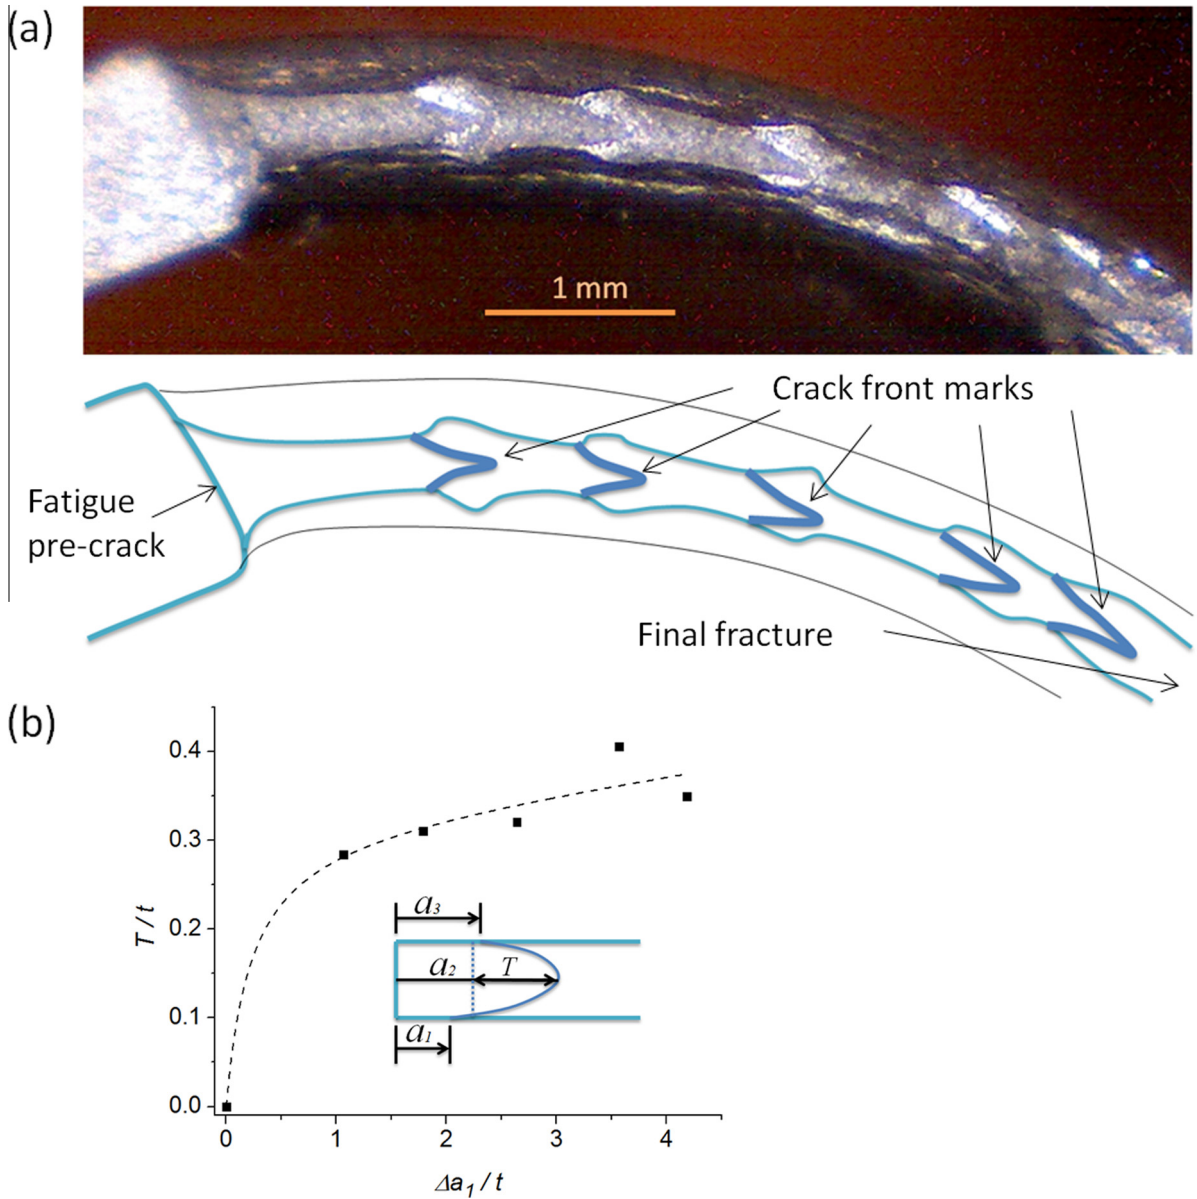 (a)
1 mm
Crack front marks
Fatigue
pre-crack
Final fracture
(b)
T / t
0.4
0.3
0.2
0.1
0.0
a3
a2
T
a1
0 1 2 3 4
Δa1 / t